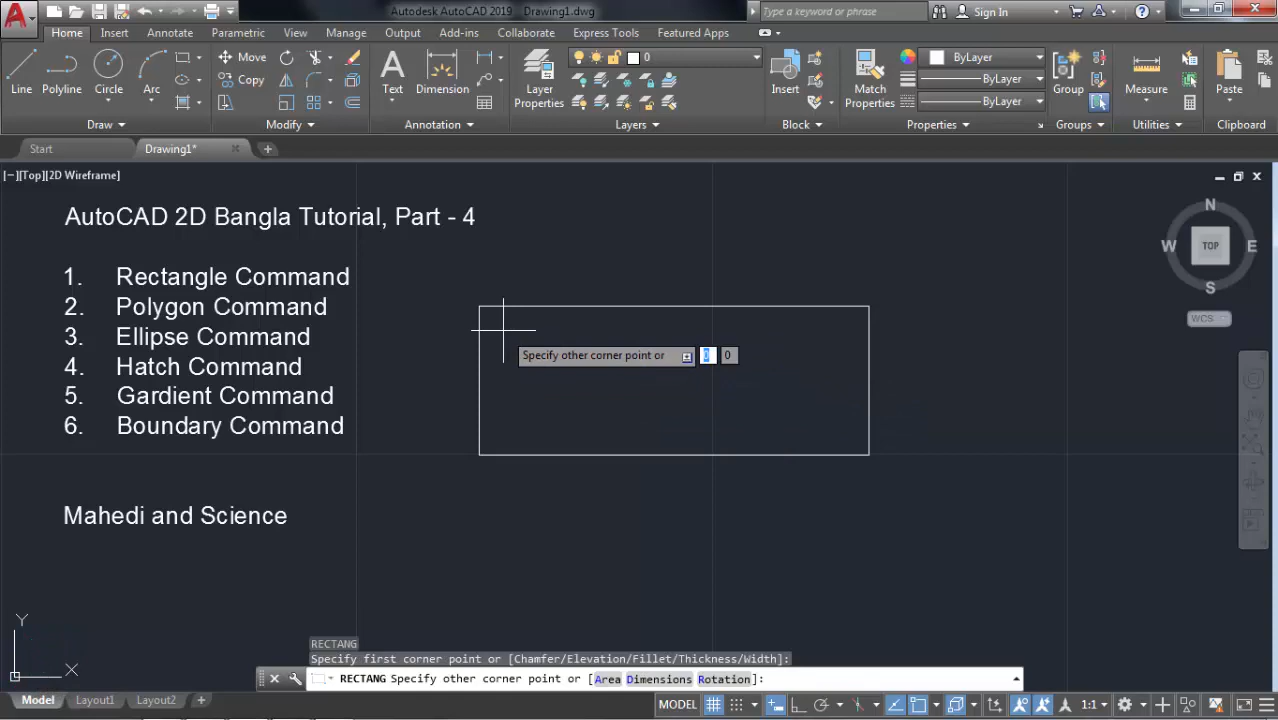 Autodesk AutoCAD 2019 Drawing1.dwg
Type a keyword or phrase
Sign In
Home Insert Annotate Parametric View Manage Output Add-ins Collaborate Express Tools Featured Apps
Line Polyline Circle Arc
Move
Copy
Text Dimension
Layer Properties
0
Insert
Match Properties
ByLayer
ByLayer
ByLayer
Group
Measure
Paste
Draw Modify Annotation Layers Block Properties Groups Utilities Clipboard
Start Drawing1*
[−][Top][2D Wireframe]
AutoCAD 2D Bangla Tutorial, Part - 4
1. Rectangle Command
2. Polygon Command
3. Ellipse Command
4. Hatch Command
5. Gardient Command
6. Boundary Command
Mahedi and Science
N
W TOP E
S
WCS
Specify other corner point or 0 0
Y
X
RECTANG
Specify first corner point or [Chamfer/Elevation/Fillet/Thickness/Width]:
RECTANG Specify other corner point or [Area Dimensions Rotation]:
Model Layout1 Layout2 + MODEL 1:1